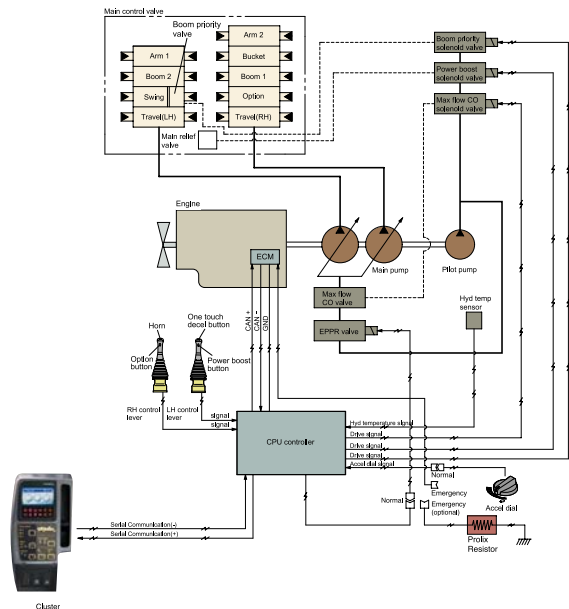 Main control valve
Boom priority
valve
Arm 1
Boom 2
Swing
Travel(LH)
Arm 2
Bucket
Boom 1
Option
Travel(RH)
Main relief
valve
Boom priority
solenoid valve
Power boost
solenoid valve
Max flow CO
solenoid valve
Engine
ECM
Main pump
Pilot pump
Max flow
CO valve
EPPR valve
Hyd temp
sensor
CAN +
CAN -
GND
Horn
Option
button
One touch
decel button
Power boost
button
RH control
lever
LH control
lever
signal
signal
CPU controller
Hyd temperature signal
Drive signal
Drive signal
Drive signal
Accel dial signal
Normal
Emergency
Normal
Emergency
(optional)
Accel dial
Prolix
Resistor
Serial Communication(-)
Serial Communication(+)
Cluster